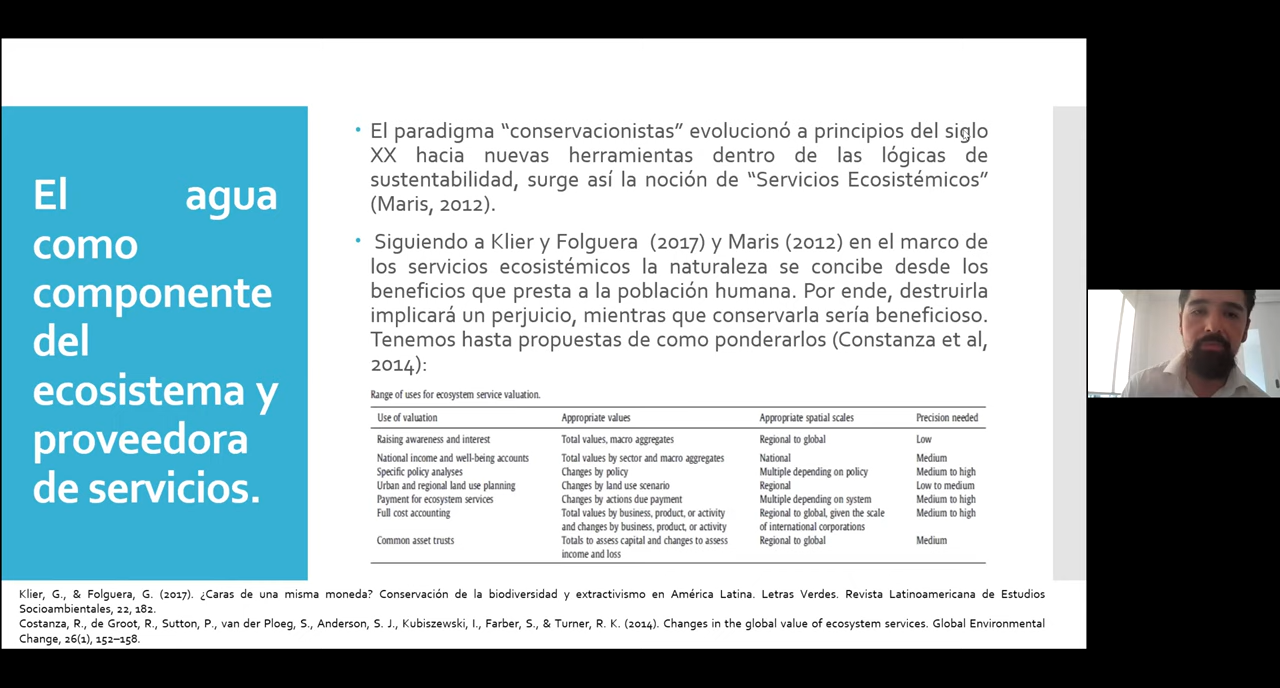 El agua
como
componente
del
ecosistema y
proveedora
de servicios.
• El paradigma “conservacionistas” evolucionó a principios del siglo
XX hacia nuevas herramientas dentro de las lógicas de
sustentabilidad, surge así la noción de “Servicios Ecosistémicos”
(Maris, 2012).
• Siguiendo a Klier y Folguera (2017) y Maris (2012) en el marco de
los servicios ecosistémicos la naturaleza se concibe desde los
beneficios que presta a la población humana. Por ende, destruirla
implicará un perjuicio, mientras que conservarla sería beneficioso.
Tenemos hasta propuestas de como ponderarlos (Constanza et al,
2014):
Range of uses for ecosystem service valuation.
Use of valuation Appropriate values Appropriate spatial scales Precision needed
Raising awareness and interest Total values, macro aggregates Regional to global Low
National income and well-being accounts Total values by sector and macro aggregates National Medium
Specific policy analyses Changes by policy Multiple depending on policy Medium to high
Urban and regional land use planning Changes by land use scenario Regional Low to medium
Payment for ecosystem services Changes by actions due payment Multiple depending on system Medium to high
Full cost accounting Total values by business, product, or activity Regional to global, given the scale Medium to high
and changes by business, product, or activity of international corporations
Common asset trusts Totals to assess capital and changes to assess Regional to global Medium
income and loss
Klier, G., & Folguera, G. (2017). ¿Caras de una misma moneda? Conservación de la biodiversidad y extractivismo en América Latina. Letras Verdes. Revista Latinoamericana de Estudios
Socioambientales, 22, 182.
Costanza, R., de Groot, R., Sutton, P., van der Ploeg, S., Anderson, S. J., Kubiszewski, I., Farber, S., & Turner, R. K. (2014). Changes in the global value of ecosystem services. Global Environmental
Change, 26(1), 152–158.